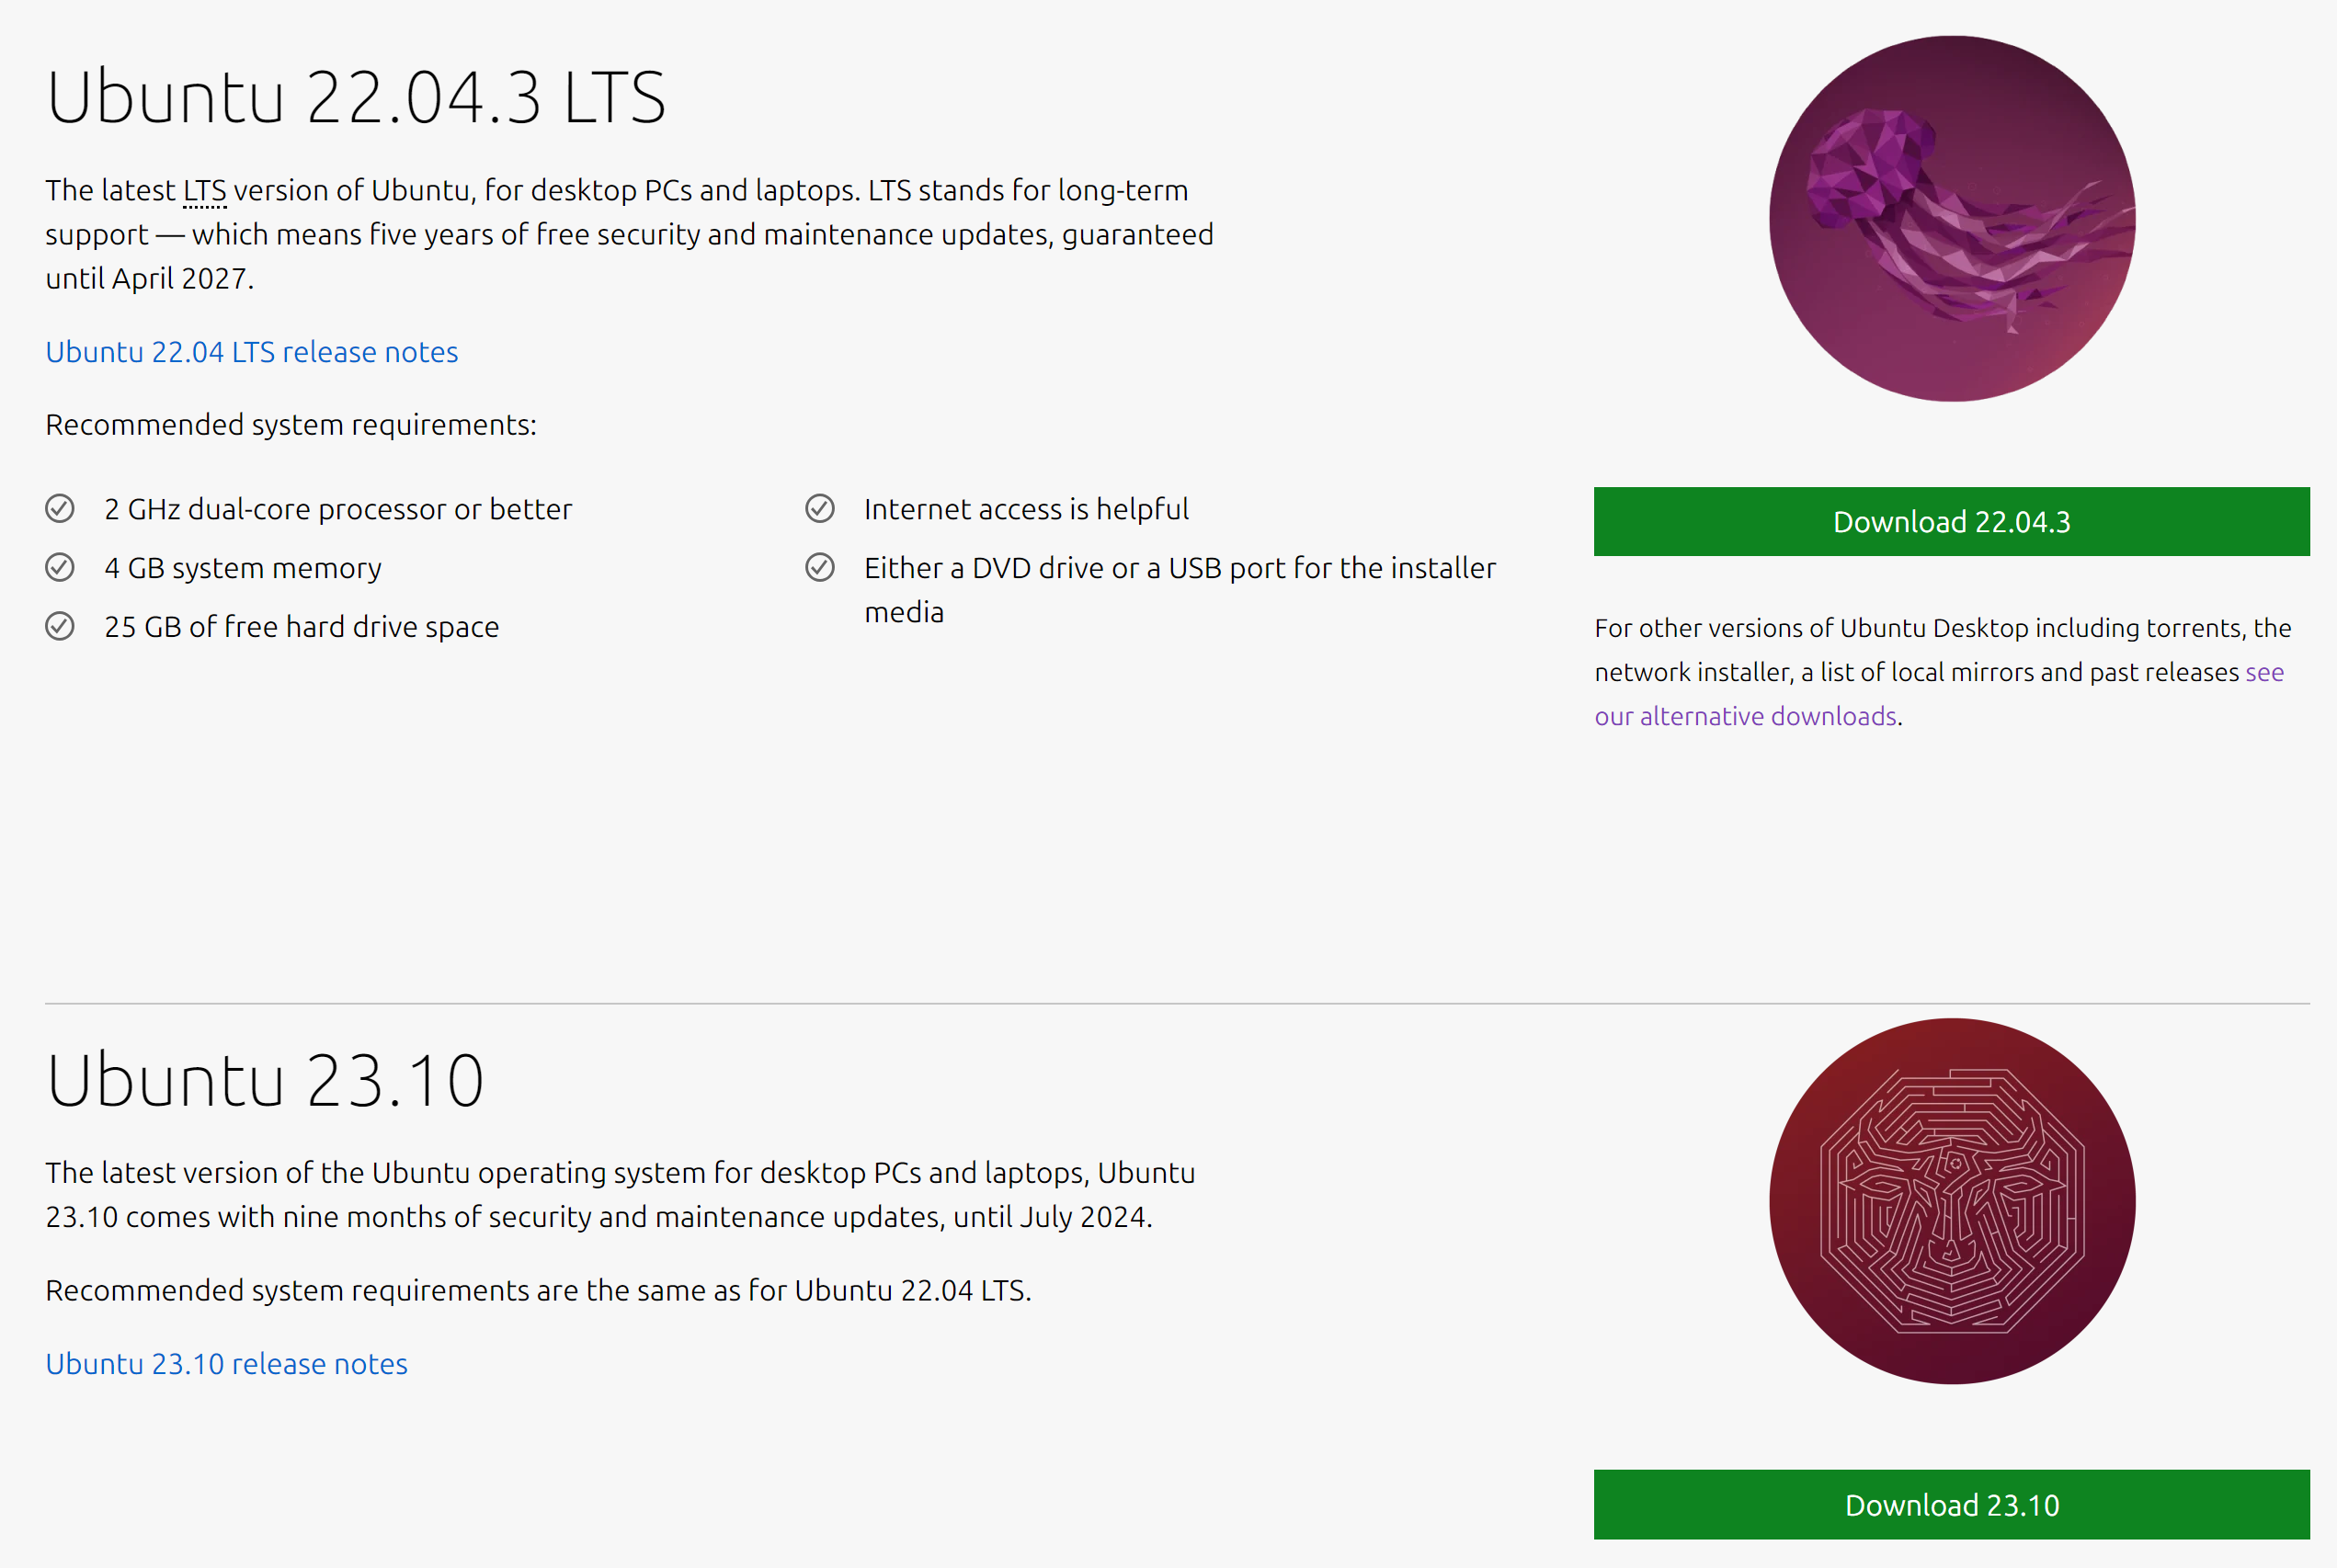 Ubuntu 22.04.3 LTS
The latest LTS version of Ubuntu, for desktop PCs and laptops. LTS stands for long-term
support — which means five years of free security and maintenance updates, guaranteed
until April 2027.
Ubuntu 22.04 LTS release notes
Recommended system requirements:
2 GHz dual-core processor or better
4 GB system memory
25 GB of free hard drive space
Internet access is helpful
Either a DVD drive or a USB port for the installer
media
Download 22.04.3
For other versions of Ubuntu Desktop including torrents, the
network installer, a list of local mirrors and past releases see
our alternative downloads.
Ubuntu 23.10
The latest version of the Ubuntu operating system for desktop PCs and laptops, Ubuntu
23.10 comes with nine months of security and maintenance updates, until July 2024.
Recommended system requirements are the same as for Ubuntu 22.04 LTS.
Ubuntu 23.10 release notes
Download 23.10